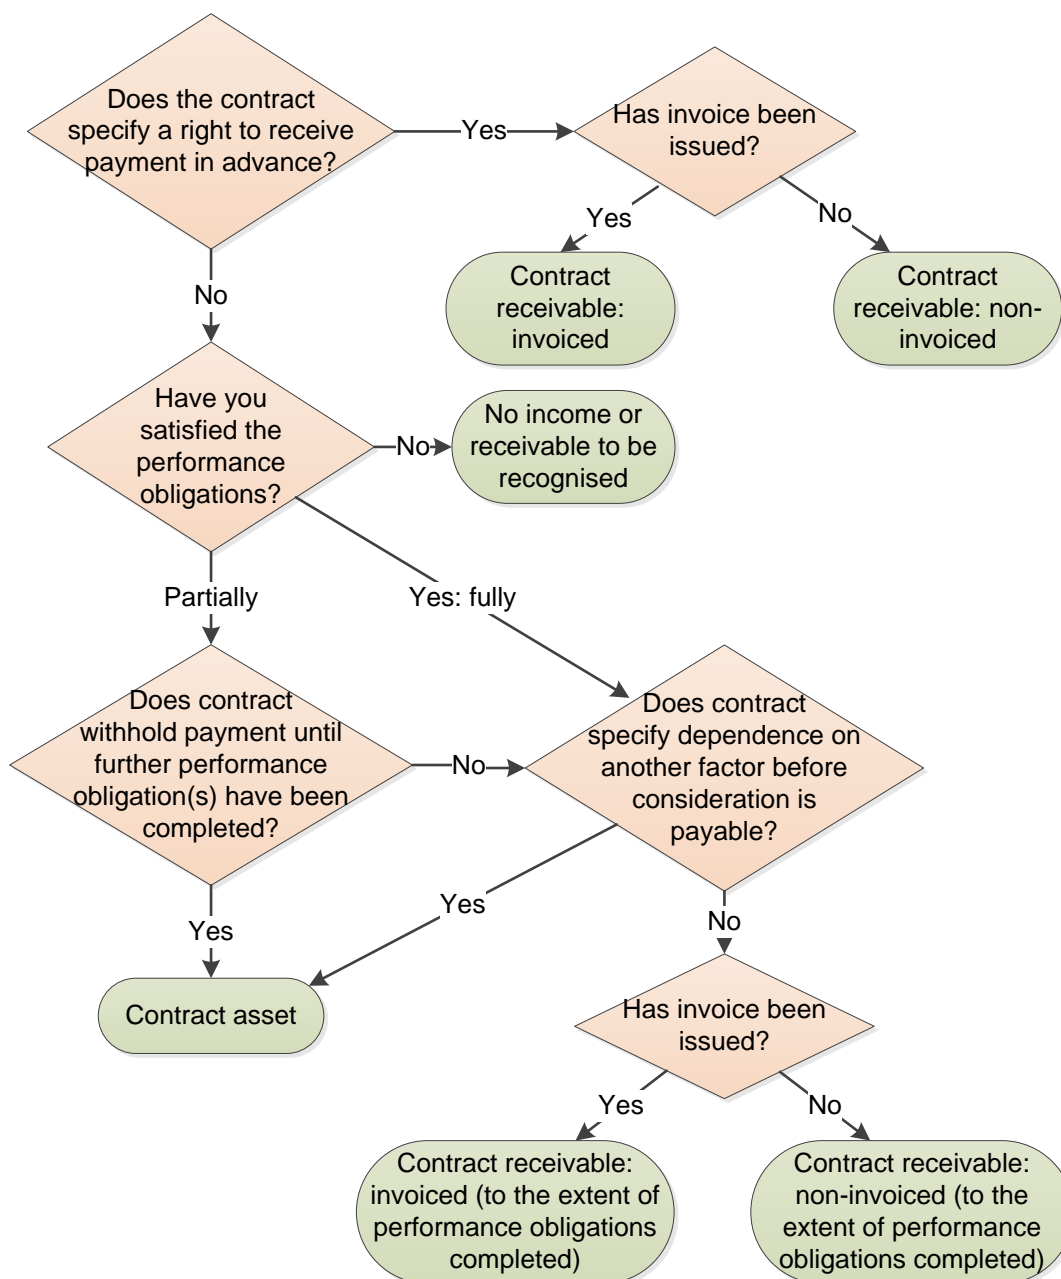 Does the contract
specify a right to receive
payment in advance?
Yes
Has invoice been
issued?
Yes
No
Contract
receivable:
invoiced
Contract
receivable: non-
invoiced
No
Have you
satisfied the
performance
obligations?
No
No income or
receivable to be
recognised
Partially
Yes: fully
Does contract
withhold payment until
further performance
obligation(s) have been
completed?
No
Does contract
specify dependence on
another factor before
consideration is
payable?
Yes
Yes
No
Contract asset
Has invoice been
issued?
Yes
No
Contract receivable:
invoiced (to the extent of
performance obligations
completed)
Contract receivable:
non-invoiced (to the
extent of performance
obligations completed)